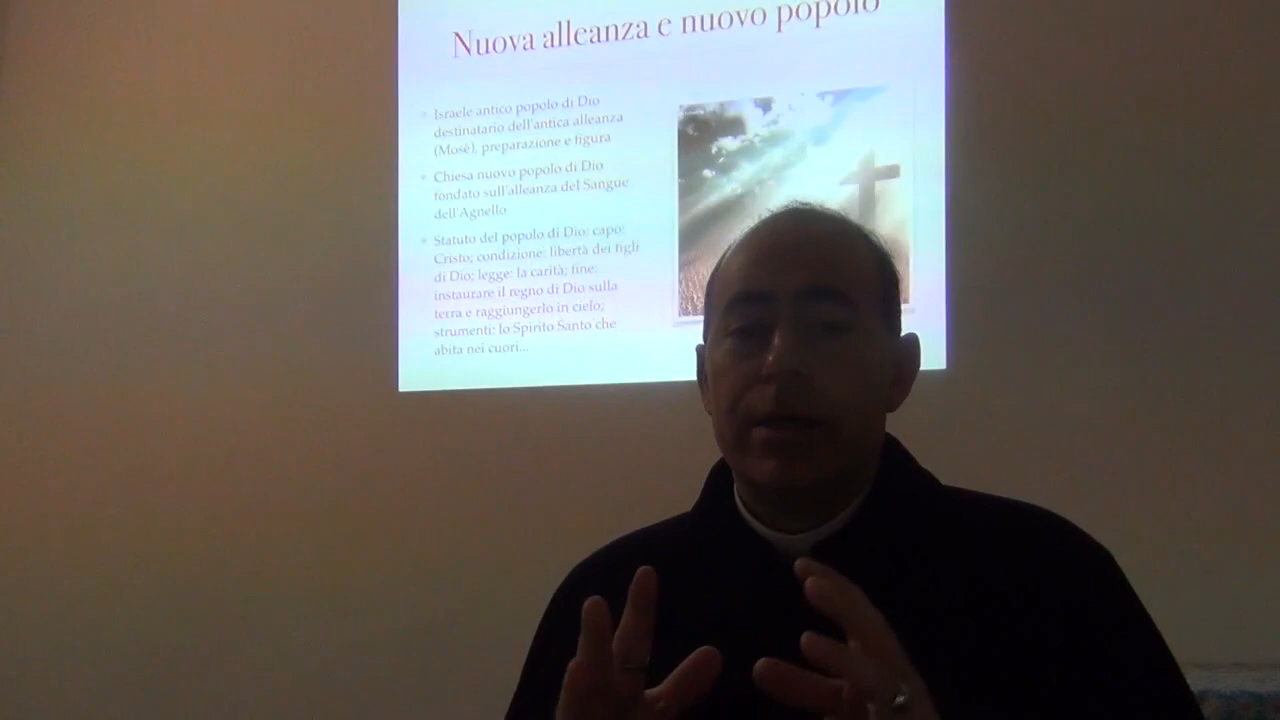 Nuova alleanza e nuovo popolo
Israele antico popolo di Dio
destinatario dell'antica alleanza
(Mosè), preparazione e figura
Chiesa nuovo popolo di Dio
fondato sull'alleanza del Sangue
dell'Agnello
Statuto del popolo di Dio: capo:
Cristo; condizione: libertà dei figli
di Dio; legge: la carità; fine:
instaurare il regno di Dio sulla
terra e raggiungerlo in cielo;
strumenti: lo Spirito Santo che
abita nei cuori...